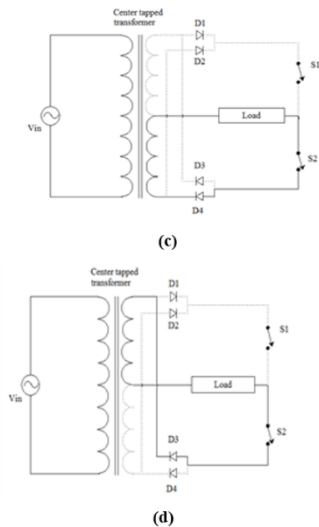 Center tapped
transformer
D1
D2
S1
Vin
Load
S2
D3
D4
(c)
Center tapped
transformer
D1
D2
S1
Vin
Load
S2
D3
D4
(d)